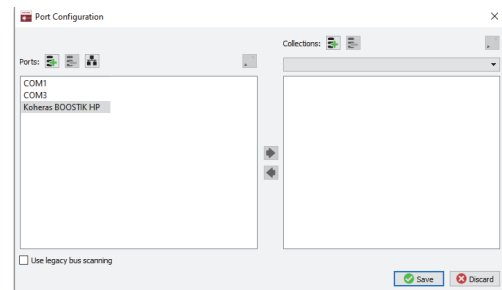 Port Configuration
Collections:
Ports:
COM1
COM3
Koheras BOOSTIK HP
Use legacy bus scanning
Save
Discard